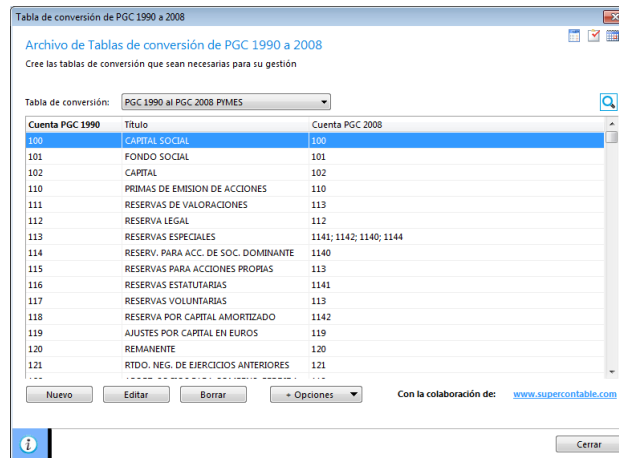 Tabla de conversión de PGC 1990 a 2008
Archivo de Tablas de conversión de PGC 1990 a 2008
Cree las tablas de conversión que sean necesarias para su gestión
Tabla de conversión: PGC 1990 al PGC 2008 PYMES
Cuenta PGC 1990 Título Cuenta PGC 2008
100 CAPITAL SOCIAL 100
101 FONDO SOCIAL 101
102 CAPITAL 102
110 PRIMAS DE EMISION DE ACCIONES 110
111 RESERVAS DE VALORACIONES 113
112 RESERVA LEGAL 112
113 RESERVAS ESPECIALES 1141; 1142; 1140; 1144
114 RESERV. PARA ACC. DE SOC. DOMINANTE 1140
115 RESERVAS PARA ACCIONES PROPIAS 113
116 RESERVAS ESTATUTARIAS 1141
117 RESERVAS VOLUNTARIAS 113
118 RESERVA POR CAPITAL AMORTIZADO 1142
119 AJUSTES POR CAPITAL EN EUROS 119
120 REMANENTE 120
121 RTDO. NEG. DE EJERCICIOS ANTERIORES 121
Nuevo Editar Borrar + Opciones Con la colaboración de: www.supercontable.com
Cerrar